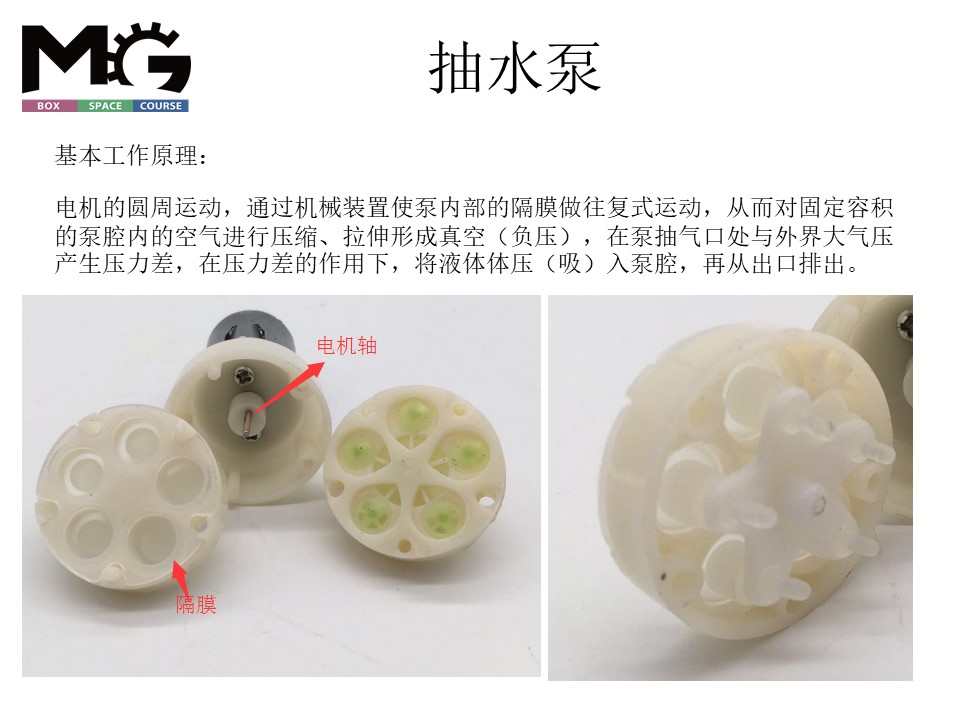 MG
BOX SPACE COURSE
抽水泵
基本工作原理：
电机的圆周运动，通过机械装置使泵内部的隔膜做往复式运动，从而对固定容积
的泵腔内的空气进行压缩、拉伸形成真空（负压），在泵抽气口处与外界大气压
产生压力差，在压力差的作用下，将液体体压（吸）入泵腔，再从出口排出。
电机轴
隔膜